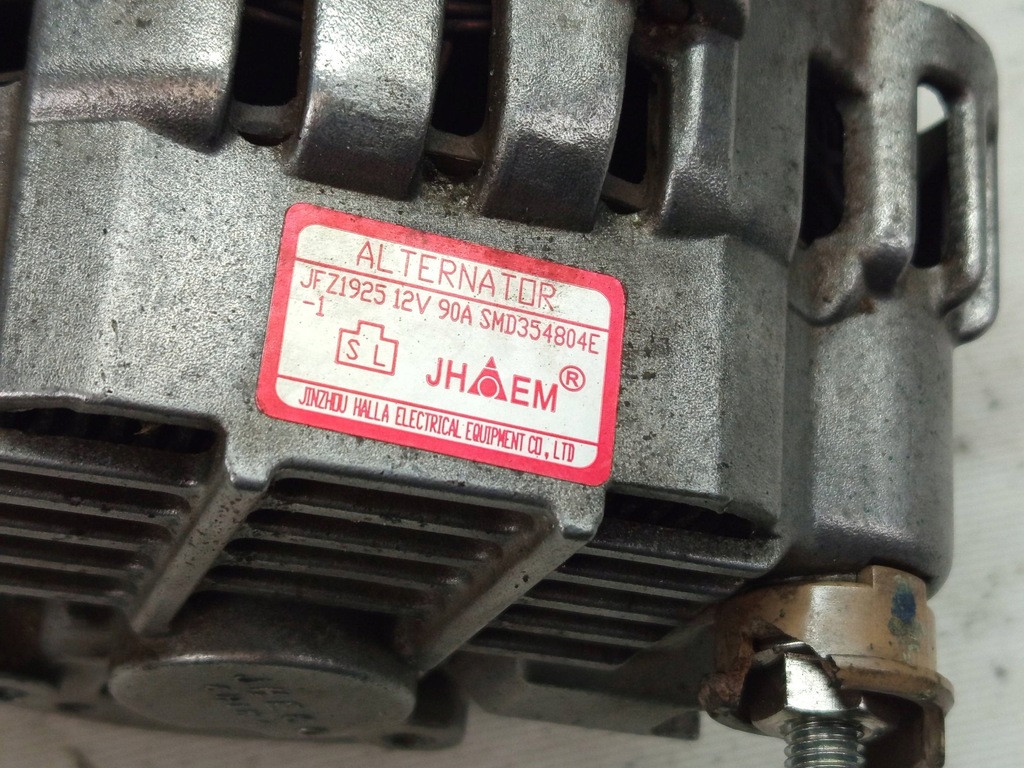 ALTERNATOR
JFZ1925 12V 90A SMD354804E
-1
S L
JHAEM®
JINZHOU HALLA ELECTRICAL EQUIPMENT CO., LTD